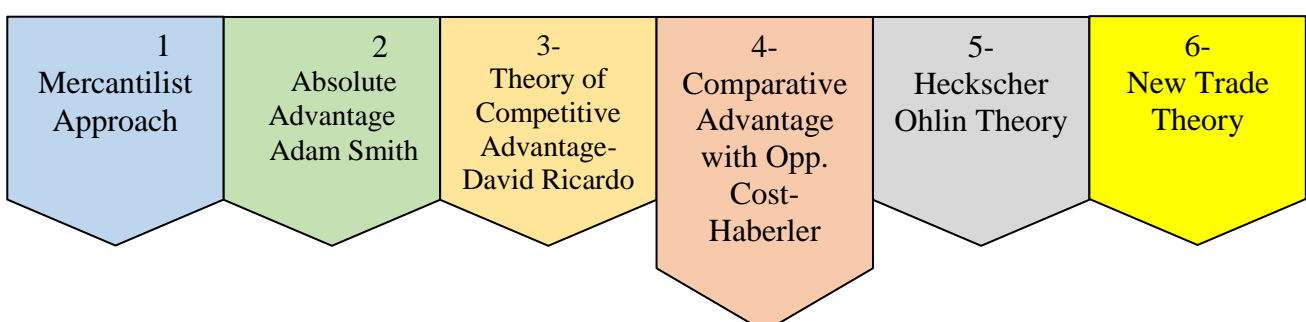 1
Mercantilist
Approach
2
Absolute
Advantage
Adam Smith
3-
Theory of
Competitive
Advantage-
David Ricardo
4-
Comparative
Advantage
with Opp.
Cost-
Haberler
5-
Heckscher
Ohlin Theory
6-
New Trade
Theory